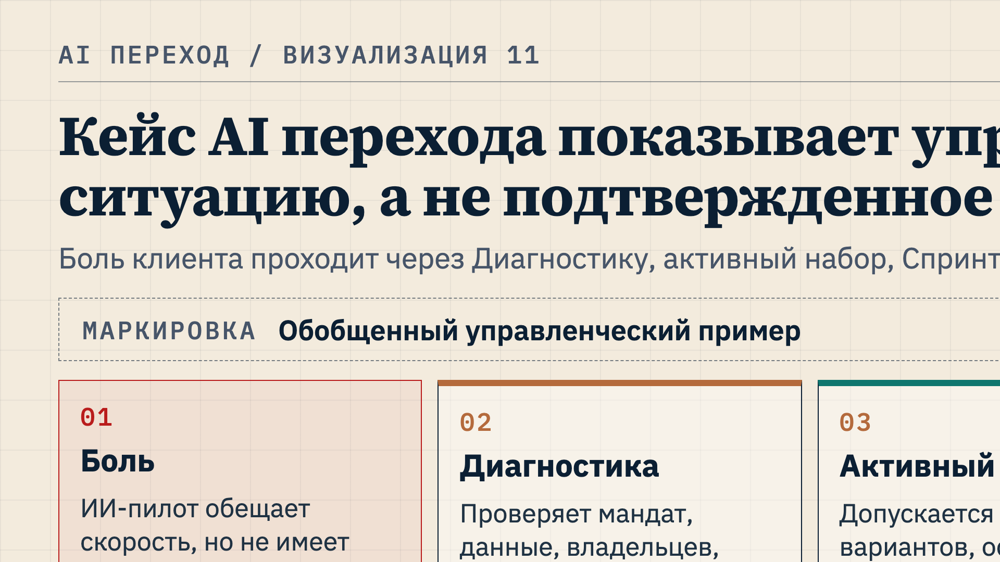 AI ПЕРЕХОД / ВИЗУАЛИЗАЦИЯ 11
Кейс AI перехода показывает
ситуацию, а не подтвержденное
Боль клиента проходит через Диагностику, активный набор, Спринт
МАРКИРОВКА Обобщенный управленческий пример
01
Боль
ИИ-пилот обещает
скорость, но не имеет
02
Диагностика
Проверяет мандат,
данные, владельцев,
03
Активный
Допускается
вариантов,